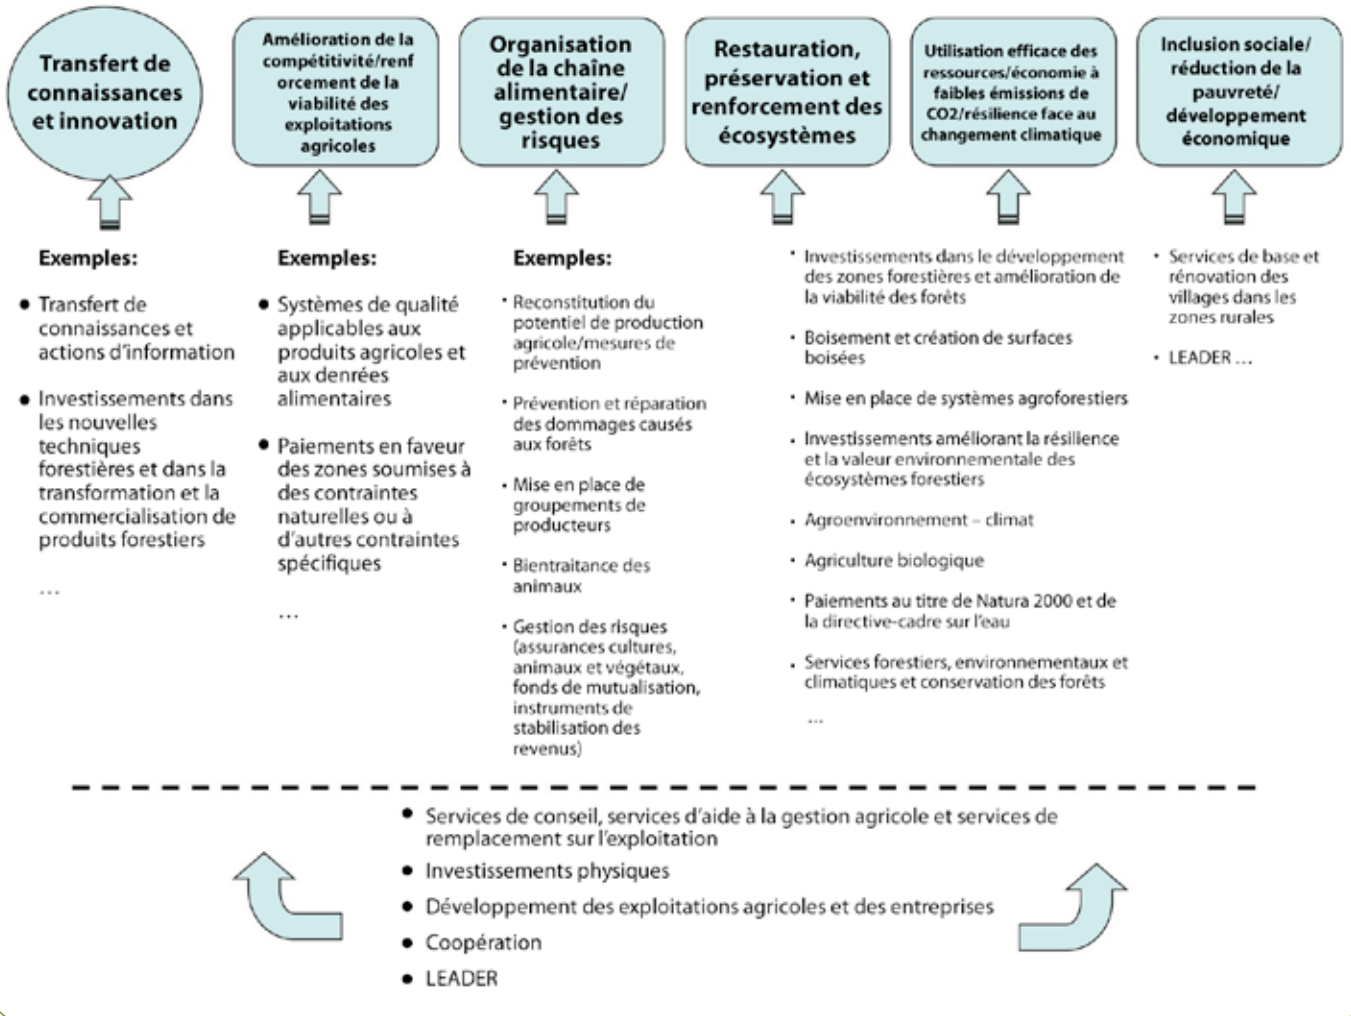 Transfert de
connaissances
et innovation
Amélioration de la
compétitivité/renf
orcement de la
viabilité des
exploitations
agricoles
Organisation
de la chaîne
alimentaire/
gestion des
risques
Restauration,
préservation et
renforcement des
écosystèmes
Utilisation efficace des
ressources/économie à
faibles émissions de
CO2/résilience face au
changement climatique
Inclusion sociale/
réduction de la
pauvreté/
développement
économique
Exemples:
• Transfert de
connaissances et
actions d'information
• Investissements dans
les nouvelles
techniques
forestières et dans la
transformation et la
commercialisation de
produits forestiers
…
Exemples:
• Systèmes de qualité
applicables aux
produits agricoles et
aux denrées
alimentaires
• Paiements en faveur
des zones soumises à
des contraintes
naturelles ou à
d'autres contraintes
spécifiques
…
Exemples:
• Reconstitution du
potentiel de production
agricole/mesures de
prévention
• Prévention et réparation
des dommages causés
aux forêts
• Mise en place de
groupements de
producteurs
• Bientraitance des
animaux
• Gestion des risques
(assurances cultures,
animaux et végétaux,
fonds de mutualisation,
instruments de
stabilisation des
revenus)
• Investissements dans le développement
des zones forestières et amélioration de
la viabilité des forêts
• Boisement et création de surfaces
boisées
• Mise en place de systèmes agroforestiers
• Investissements améliorant la résilience
et la valeur environnementale des
écosystèmes forestiers
• Agroenvironnement – climat
• Agriculture biologique
• Paiements au titre de Natura 2000 et de
la directive-cadre sur l'eau
• Services forestiers, environnementaux et
climatiques et conservation des forêts
…
• Services de base et
rénovation des
villages dans les
zones rurales
• LEADER …
• Services de conseil, services d'aide à la gestion agricole et services de
remplacement sur l'exploitation
• Investissements physiques
• Développement des exploitations agricoles et des entreprises
• Coopération
• LEADER